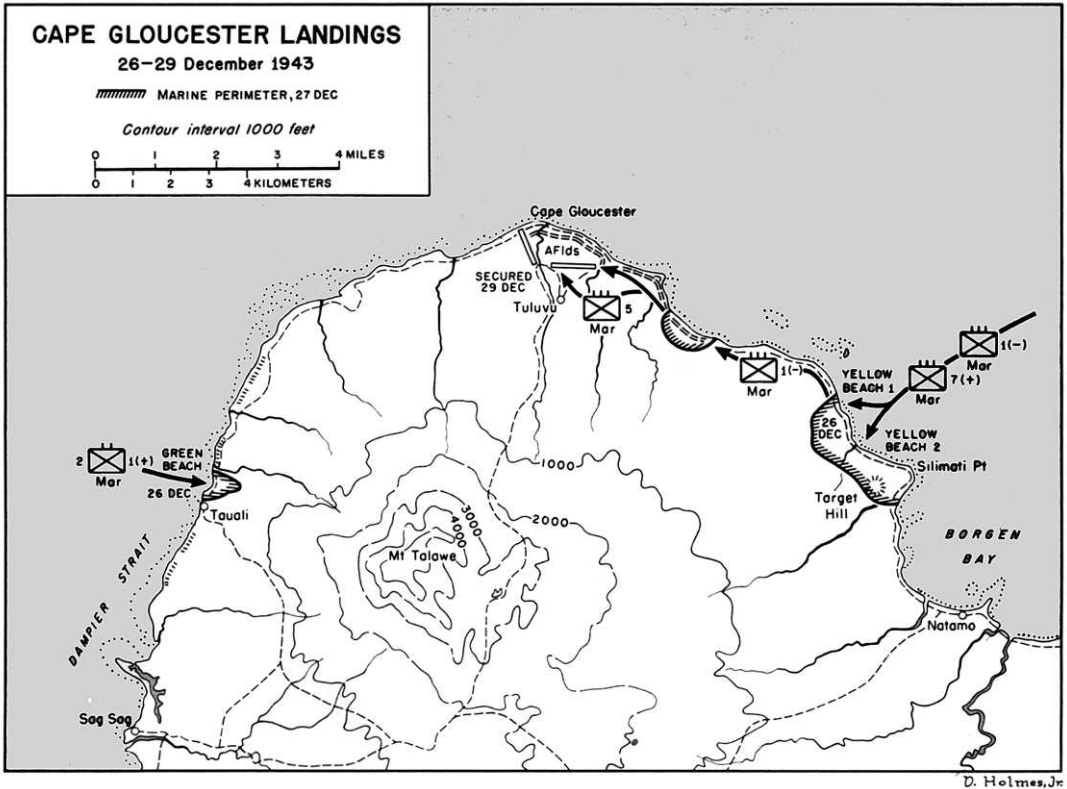 CAPE GLOUCESTER LANDINGS
26-29 December 1943
MARINE PERIMETER, 27 DEC
Contour interval 1000 feet
0 1 2 3 4 MILES
0 1 2 3 4 KILOMETERS
Cape Gloucester
AFlds
SECURED
29 DEC
Tuluvu
5
Mar
1(-)
Mar
1(-)
Mar
7(+)
Mar
YELLOW
BEACH 1
YELLOW
BEACH 2
26
DEC
Silimati Pt
Target
Hill
2
1(+)
Mar
GREEN
BEACH
26 DEC
Tauali
1000
2000
3000
4000
Mt Talawe
BORGEN
BAY
Natamo
DAMPIER STRAIT
Sag Sag
D. Holmes, Jr.